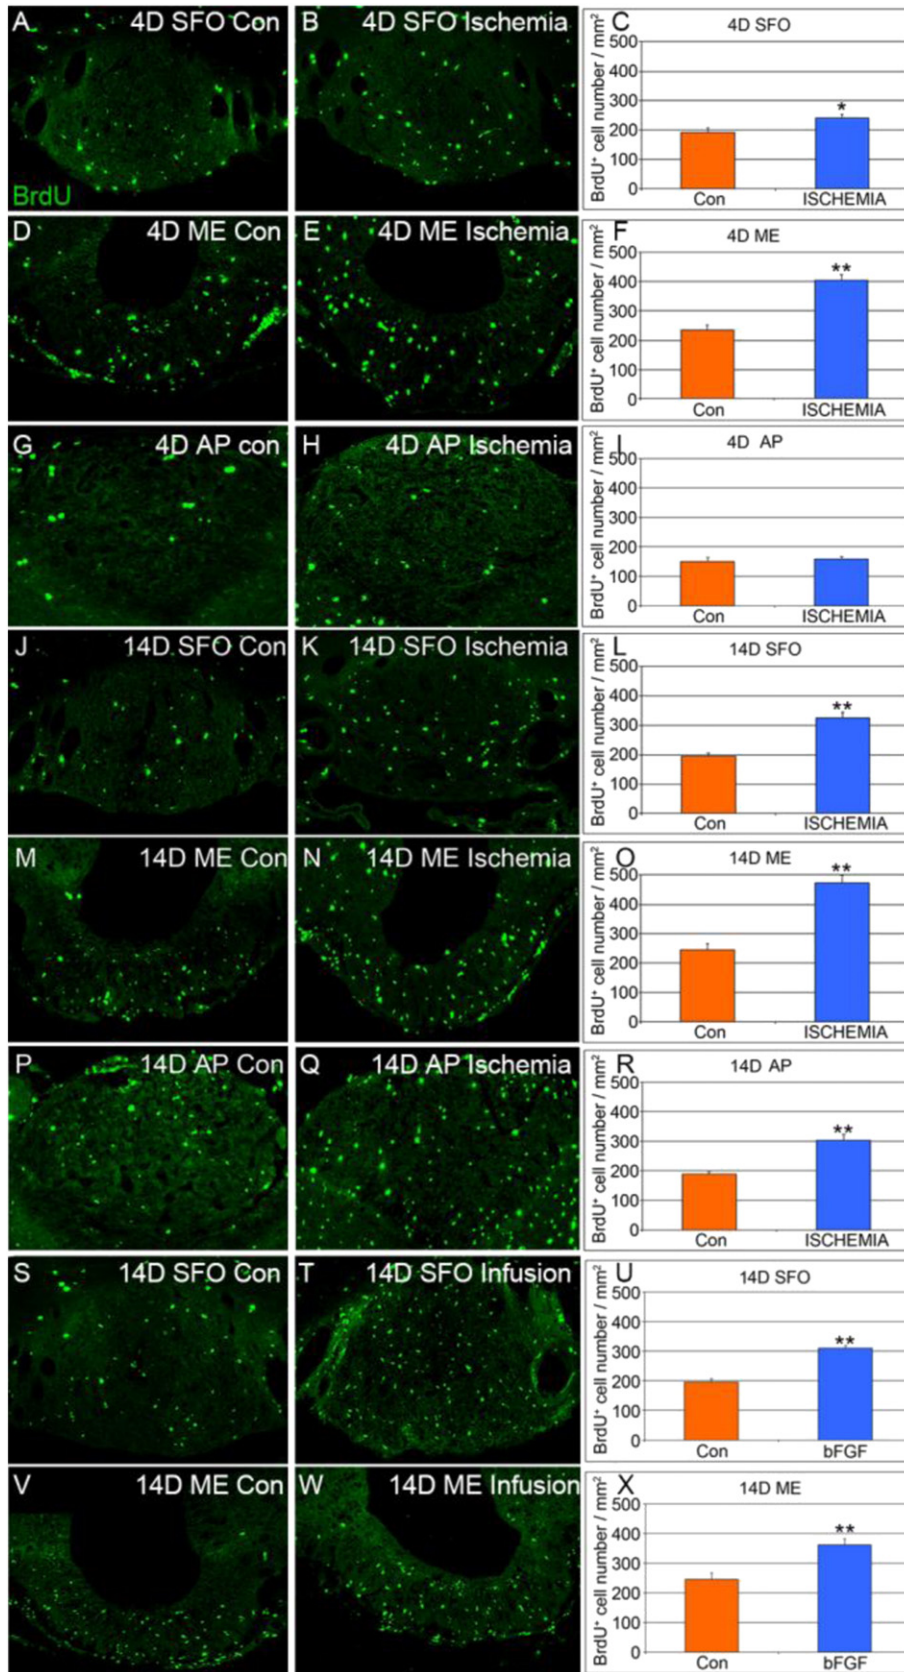 A 4D SFO Con
BrdU
B 4D SFO Ischemia
C 4D SFO
BrdU⁺ cell number / mm²
500
400
300
200
100
0
*
Con ISCHEMIA
D 4D ME Con
E 4D ME Ischemia
F 4D ME
BrdU⁺ cell number / mm²
500
400
300
200
100
0
**
Con ISCHEMIA
G 4D AP con
H 4D AP Ischemia
I 4D AP
BrdU⁺ cell number / mm²
500
400
300
200
100
0
Con ISCHEMIA
J 14D SFO Con
K 14D SFO Ischemia
L 14D SFO
BrdU⁺ cell number / mm²
500
400
300
200
100
0
**
Con ISCHEMIA
M 14D ME Con
N 14D ME Ischemia
O 14D ME
BrdU⁺ cell number / mm²
500
400
300
200
100
0
**
Con ISCHEMIA
P 14D AP Con
Q 14D AP Ischemia
R 14D AP
BrdU⁺ cell number / mm²
500
400
300
200
100
0
**
Con ISCHEMIA
S 14D SFO Con
T 14D SFO Infusion
U 14D SFO
BrdU⁺ cell number / mm²
500
400
300
200
100
0
**
Con bFGF
V 14D ME Con
W 14D ME Infusion
X 14D ME
BrdU⁺ cell number / mm²
500
400
300
200
100
0
**
Con bFGF